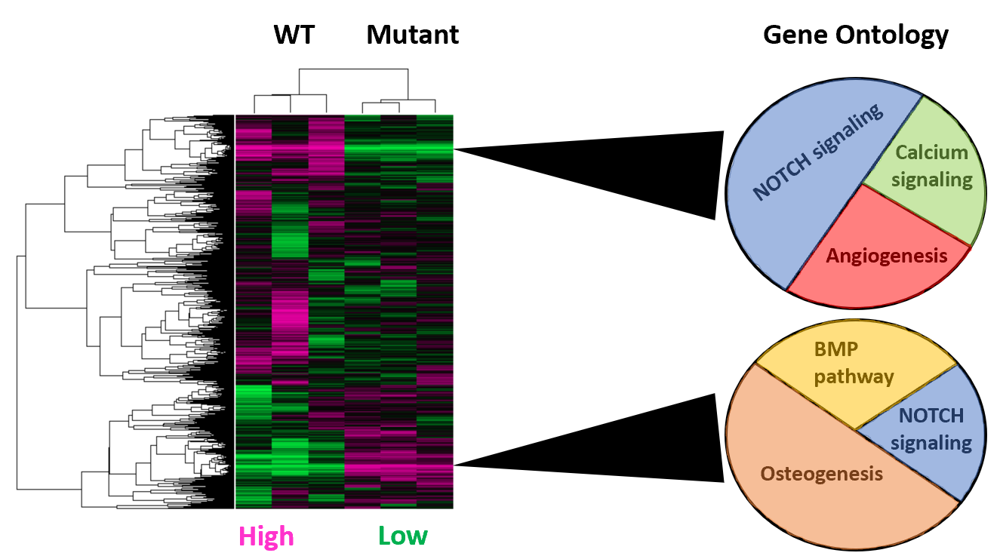 WT
Mutant
Gene Ontology
NOTCH signaling
Calcium
signaling
Angiogenesis
BMP
pathway
NOTCH
signaling
Osteogenesis
High
Low